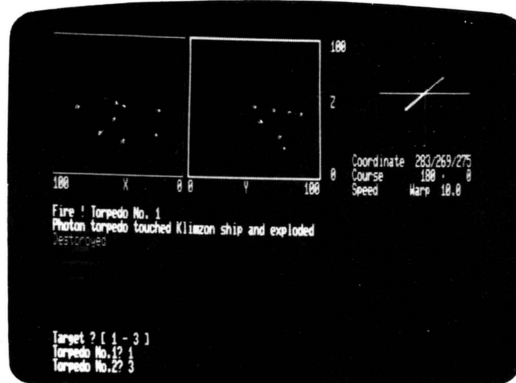 100
Z
0
100 X 0 0 Y 100
Coordinate 283/269/275
Course 180 - 0
Speed Warp 10.0
Fire ! Torpedo No. 1
Photon torpedo touched Klimzon ship and exploded
Destroyed
Target ? [ 1 - 3 ]
Torpedo No.1? 1
Torpedo No.2? 3